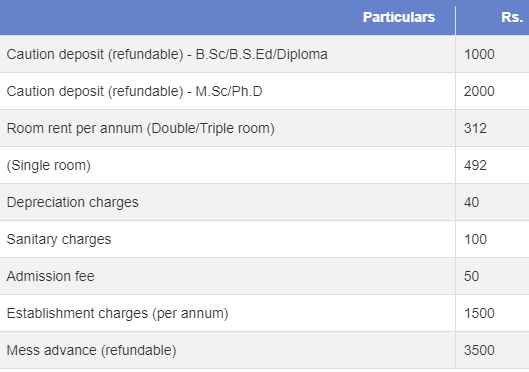 Particulars Rs.
Caution deposit (refundable) - B.Sc/B.S.Ed/Diploma 1000
Caution deposit (refundable) - M.Sc/Ph.D 2000
Room rent per annum (Double/Triple room) 312
(Single room) 492
Depreciation charges 40
Sanitary charges 100
Admission fee 50
Establishment charges (per annum) 1500
Mess advance (refundable) 3500